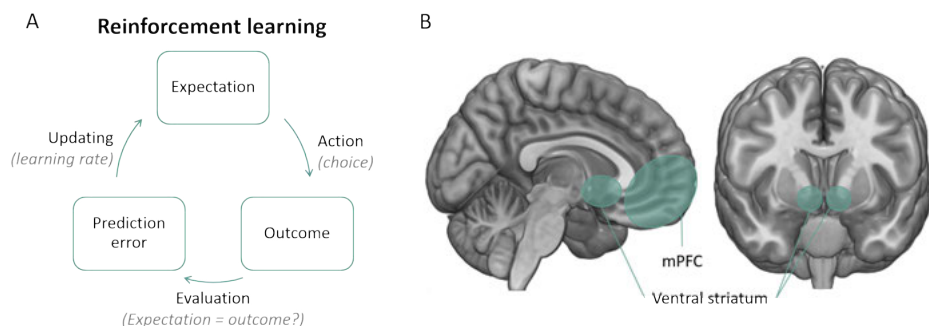 A
Reinforcement learning
Expectation
Updating
(learning rate)
Action
(choice)
Prediction
error
Outcome
Evaluation
(Expectation = outcome?)
B
mPFC
Ventral striatum